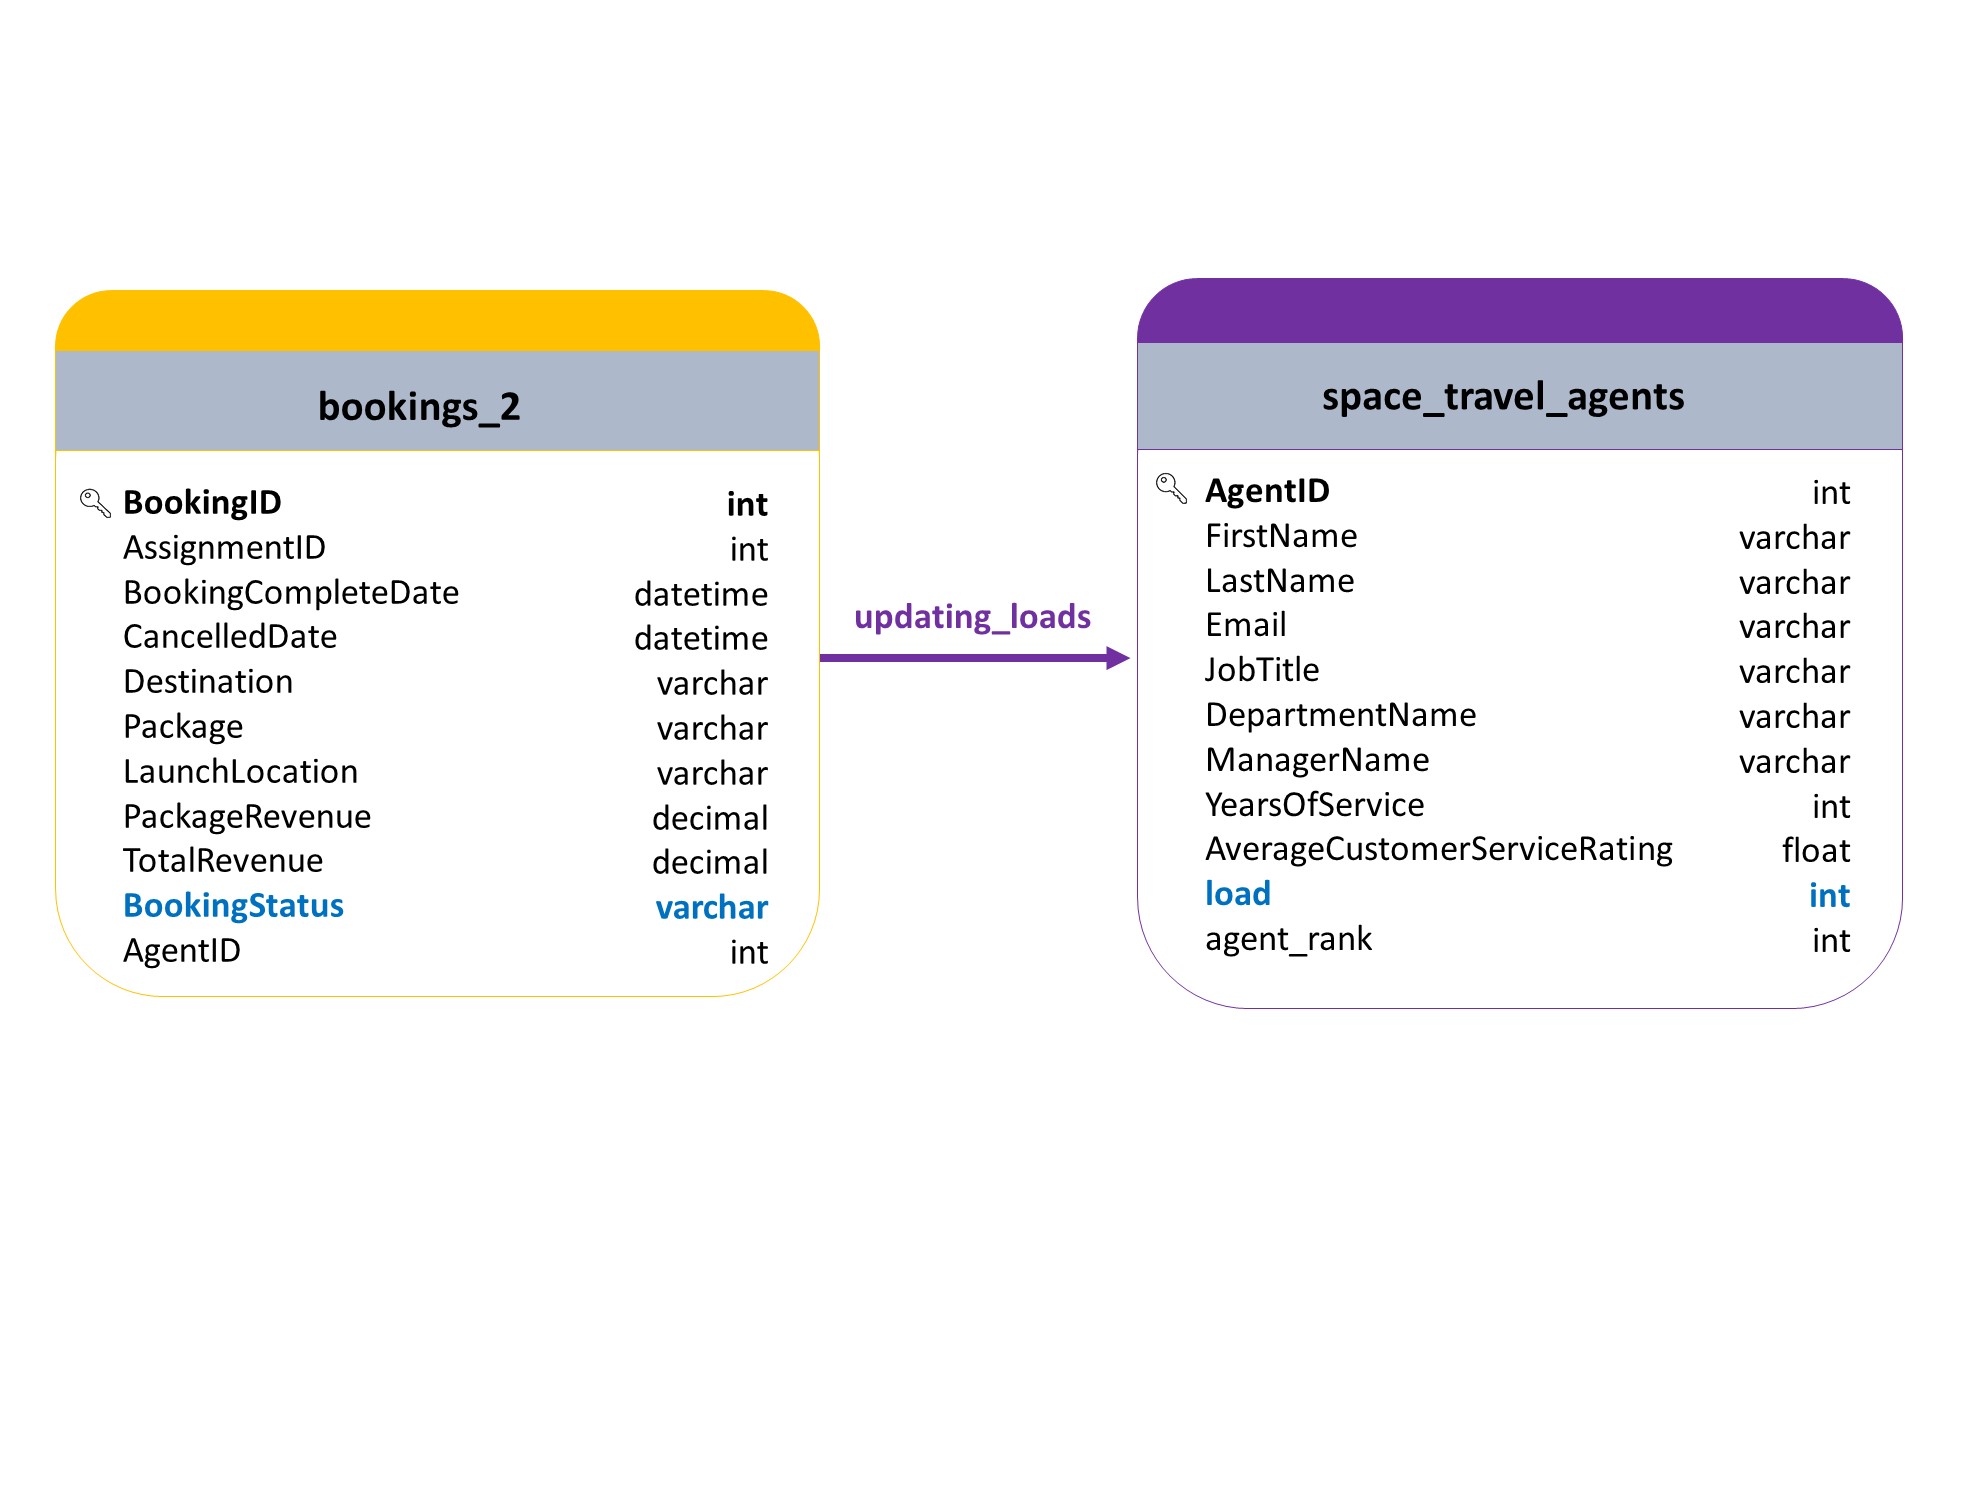 bookings_2
BookingID int
AssignmentID int
BookingCompleteDate datetime
CancelledDate datetime
Destination varchar
Package varchar
LaunchLocation varchar
PackageRevenue decimal
TotalRevenue decimal
BookingStatus varchar
AgentID int
updating_loads
space_travel_agents
AgentID int
FirstName varchar
LastName varchar
Email varchar
JobTitle varchar
DepartmentName varchar
ManagerName varchar
YearsOfService int
AverageCustomerServiceRating float
load int
agent_rank int